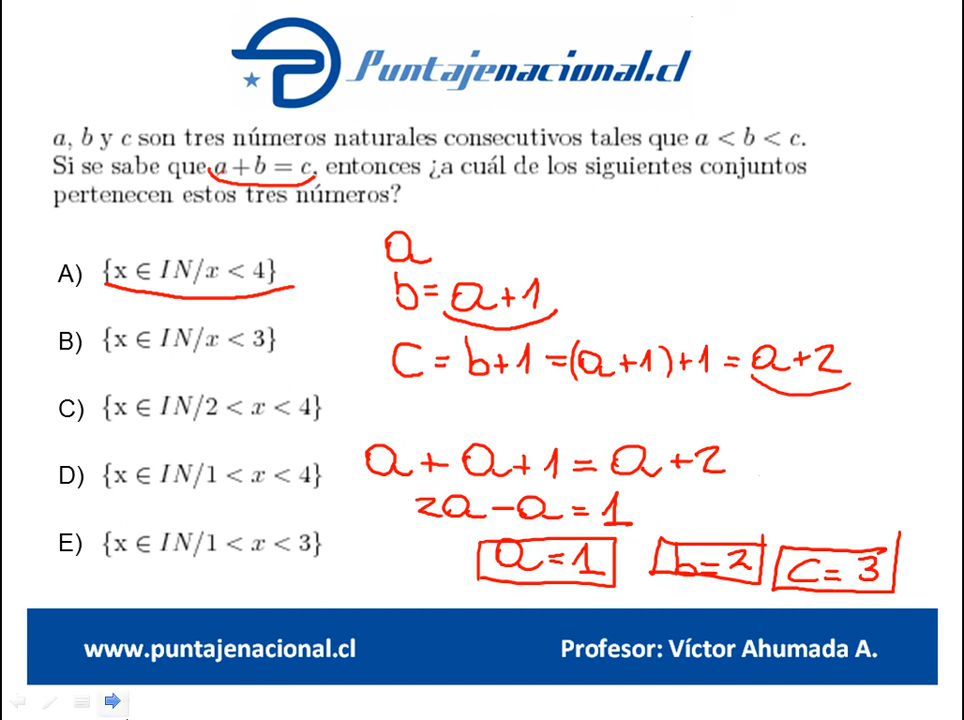 Puntajenacional.cl
a, b y c son tres números naturales consecutivos tales que a < b < c.
Si se sabe que a + b = c, entonces ¿a cuál de los siguientes conjuntos
pertenecen estos tres números?
A) {x ∈ IN/x < 4}
B) {x ∈ IN/x < 3}
C) {x ∈ IN/2 < x < 4}
D) {x ∈ IN/1 < x < 4}
E) {x ∈ IN/1 < x < 3}
a
b = a+1
c = b+1 = (a+1)+1 = a+2
a + a + 1 = a + 2
2a - a = 1
a = 1 b = 2 c = 3
www.puntajenacional.cl Profesor: Víctor Ahumada A.